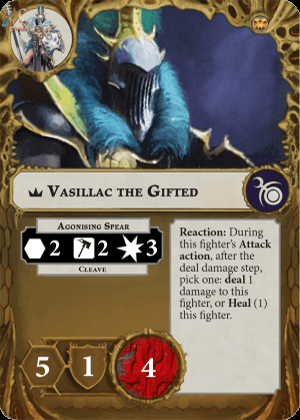 VASILLAC THE GIFTED
AGONISING SPEAR
2 2 3
CLEAVE
Reaction: During
this fighter's Attack
action, after the
deal damage step,
pick one: deal 1
damage to this
fighter, or Heal (1)
this fighter.
5 1 4